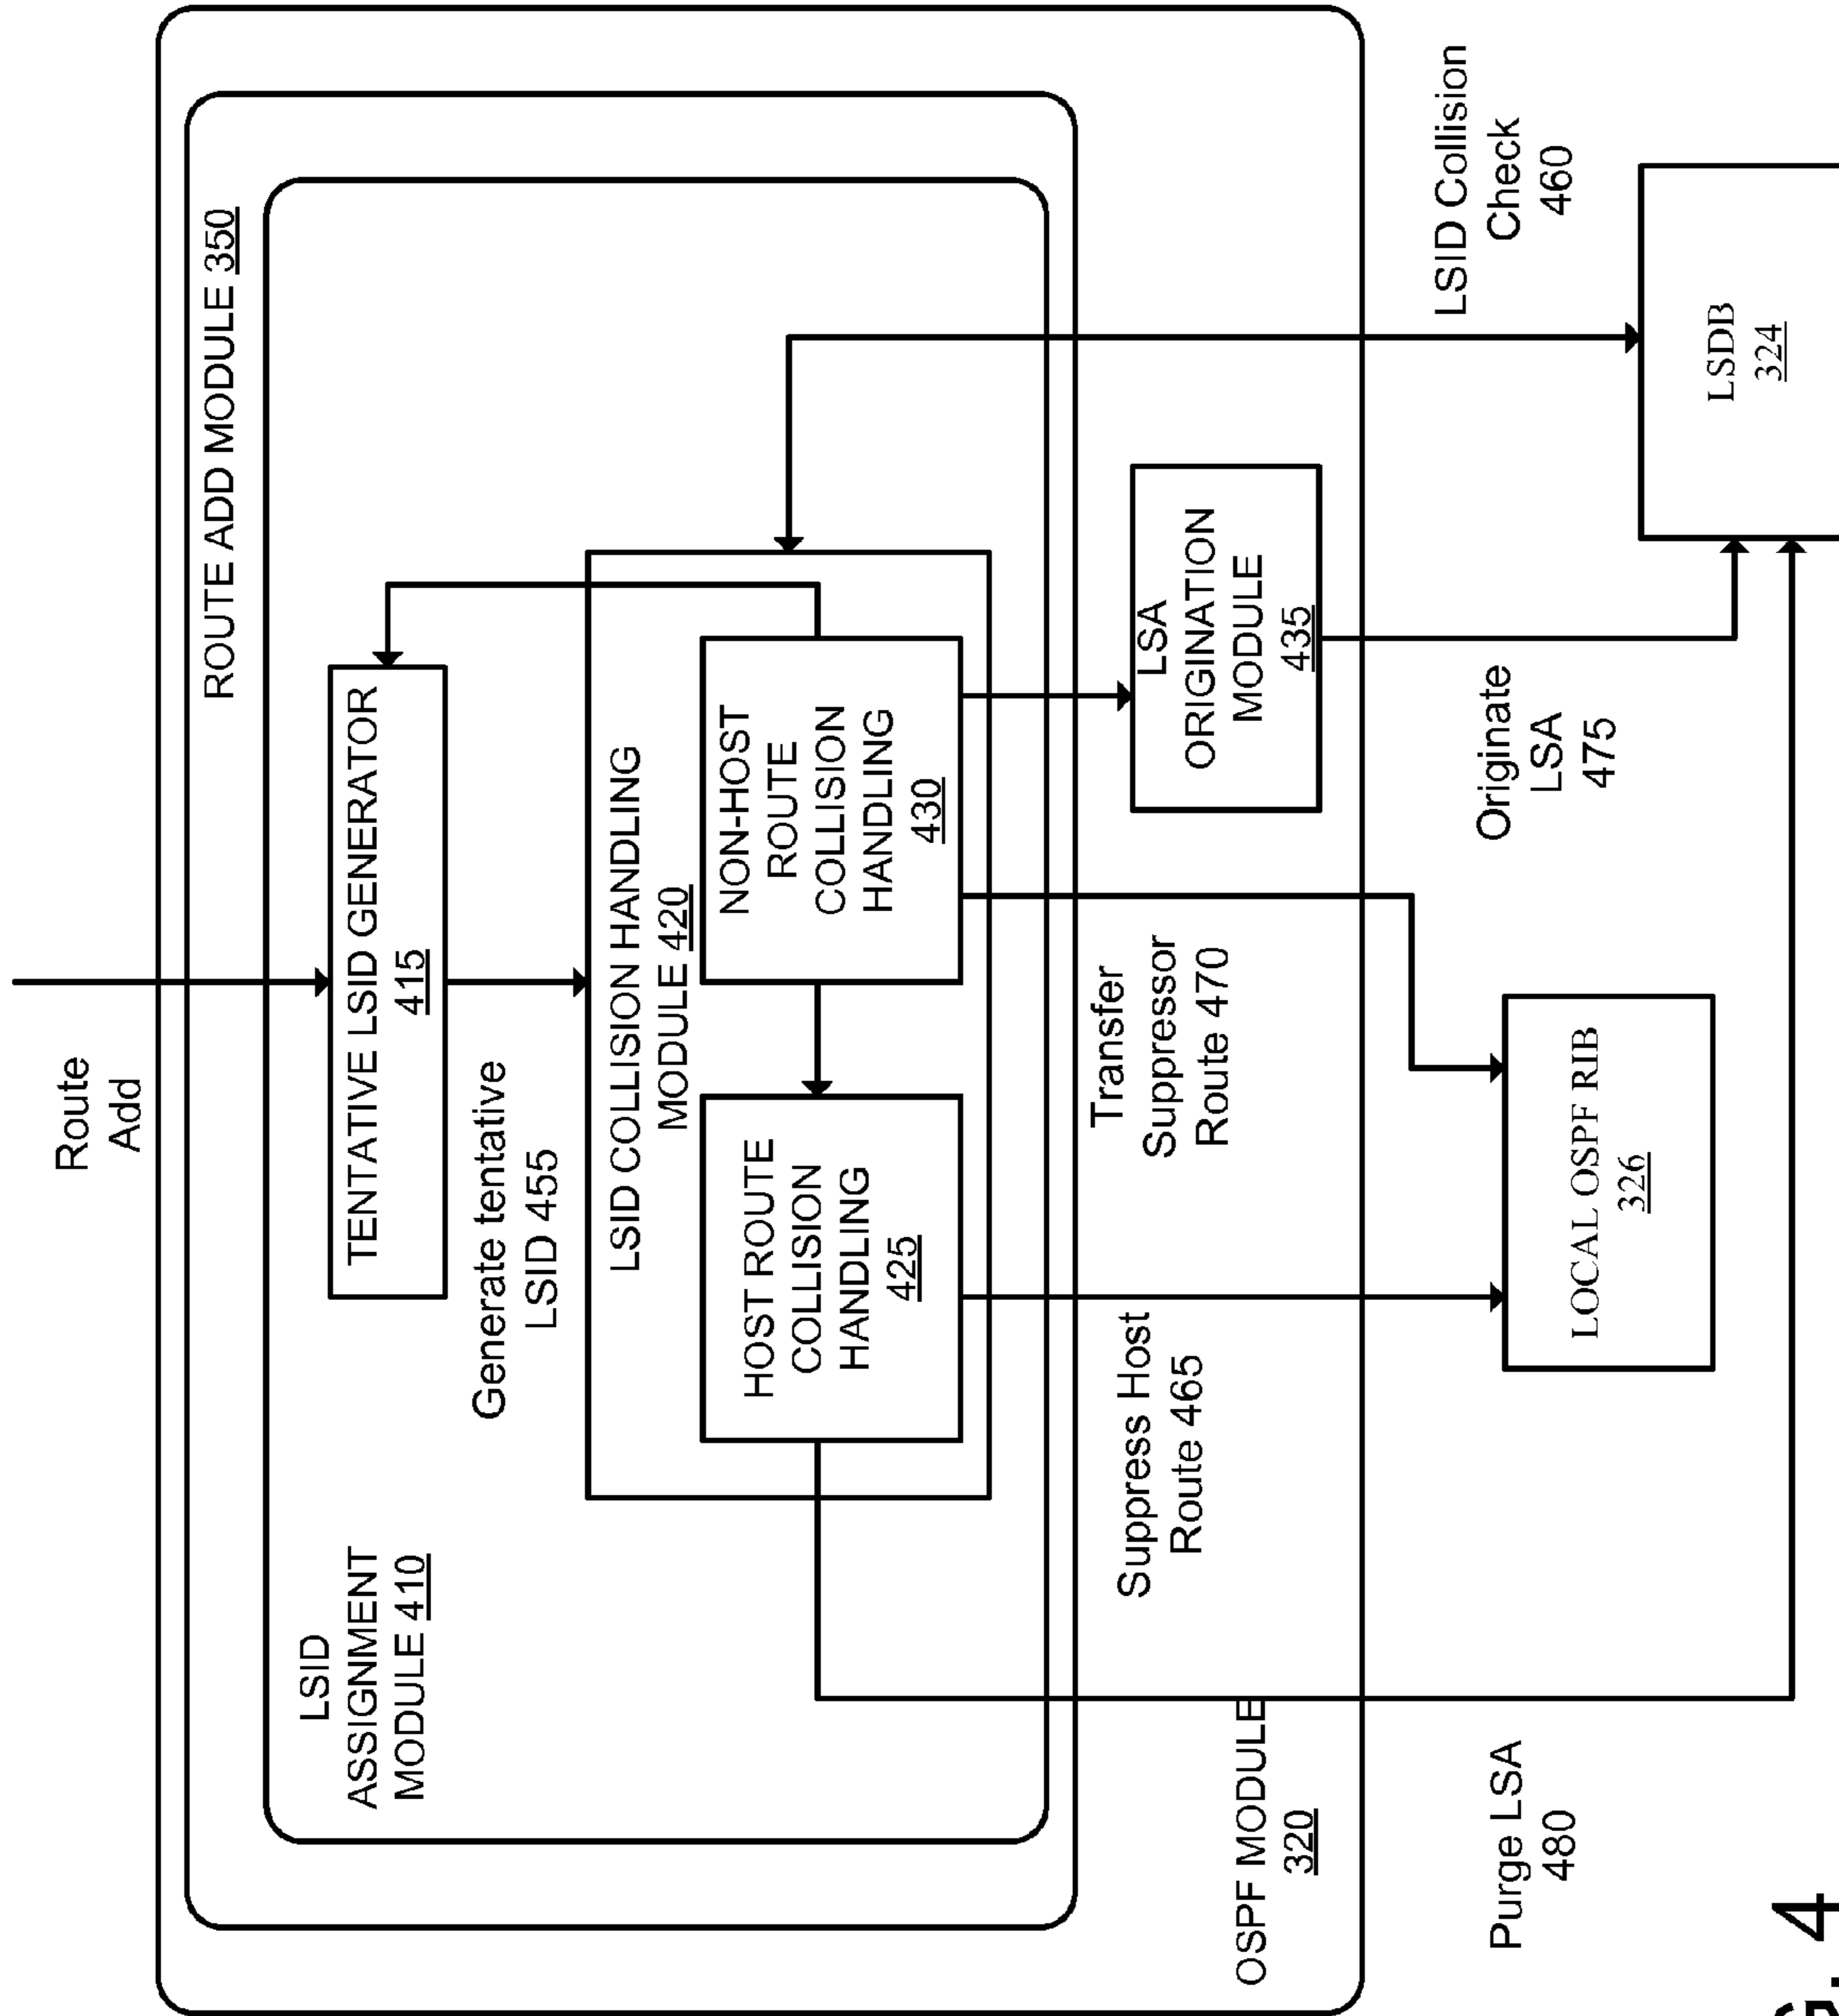 Route
Add
ROUTE ADD MODULE 350
LSID
ASSIGNMENT
MODULE 410
TENTATIVE LSID GENERATOR
415
Generate tentative
LSID 455
LSID COLLISION HANDLING
MODULE 420
HOST ROUTE
COLLISION
HANDLING
425
NON-HOST
ROUTE
COLLISION
HANDLING
430
OSPF MODULE
320
Suppress Host
Route 465
Transfer
Suppressor
Route 470
LSA
ORIGINATION
MODULE
435
LSID Collision
Check
460
Purge LSA
480
Originate
LSA
475
LOCAL OSPF RIB
326
LSDB
324
4